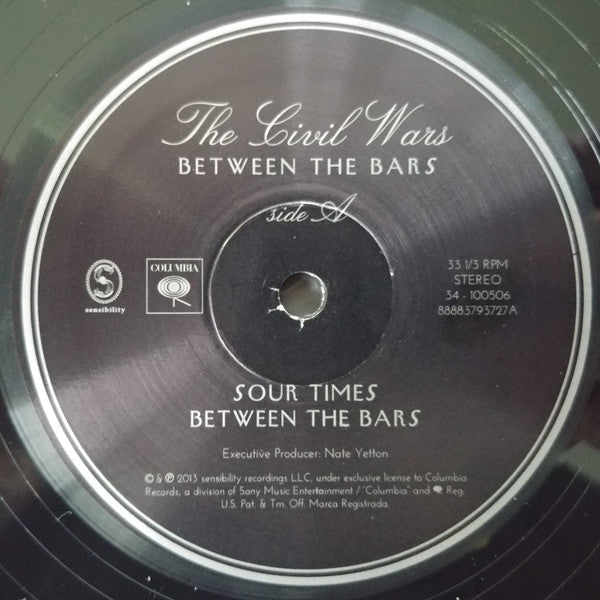 The Civil Wars
BETWEEN THE BARS
side A
S
sensibility
COLUMBIA
33 1/3 RPM
STEREO
34 - 100506
88883793727A
SOUR TIMES
BETWEEN THE BARS
Executive Producer: Nate Yetton
© & ℗ 2013 sensibility recordings LLC, under exclusive license to Columbia
Records, a division of Sony Music Entertainment / "Columbia" and Reg.
U.S. Pat. & Tm. Off. Marca Registrada.